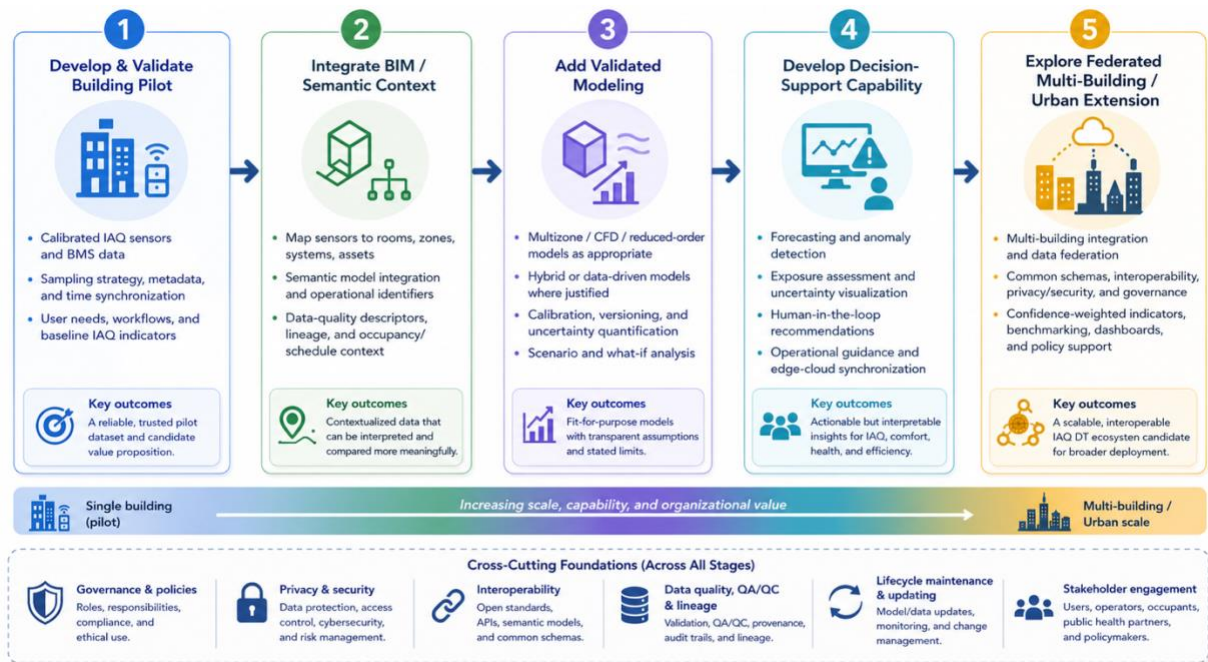 1
Develop & Validate
Building Pilot
• Calibrated IAQ sensors
and BMS data
• Sampling strategy, metadata,
and time synchronization
• User needs, workflows, and
baseline IAQ indicators
Key outcomes
A reliable, trusted pilot
dataset and candidate
value proposition.
2
Integrate BIM /
Semantic Context
• Map sensors to rooms, zones,
systems, assets
• Semantic model integration
and operational identifiers
• Data-quality descriptors,
lineage, and occupancy/
schedule context
Key outcomes
Contextualized data that
can be interpreted and
compared more meaningfully.
3
Add Validated
Modeling
• Multizone / CFD / reduced-order
models as appropriate
• Hybrid or data-driven models
where justified
• Calibration, versioning, and
uncertainty quantification
• Scenario and what-if analysis
Key outcomes
Fit-for-purpose models
with transparent assumptions
and stated limits.
4
Develop Decision-
Support Capability
• Forecasting and anomaly
detection
• Exposure assessment and
uncertainty visualization
• Human-in-the-loop
recommendations
• Operational guidance and
edge-cloud synchronization
Key outcomes
Actionable but interpretable
insights for IAQ, comfort,
health, and efficiency.
5
Explore Federated
Multi-Building /
Urban Extension
• Multi-building integration
and data federation
• Common schemas, interoperability,
privacy/security, and governance
• Confidence-weighted indicators,
benchmarking, dashboards,
and policy support
Key outcomes
A scalable, interoperable
IAQ DT ecosysten candidate
for broader deployment.
Single building
(pilot)
Increasing scale, capability, and organizational value
Multi-building /
Urban scale
Cross-Cutting Foundations (Across All Stages)
Governance & policies
Roles, responsibilities,
compliance, and
ethical use.
Privacy & security
Data protection, access
control, cybersecurity,
and risk management.
Interoperability
Open standards,
APIs, semantic models,
and common schemas.
Data quality, QA/QC
& lineage
Validation, QA/QC, provenance,
audit trails, and lineage.
Lifecycle maintenance
& updating
Model/data updates,
monitoring, and change
management.
Stakeholder engagement
Users, operators, occupants,
public health partners,
and policymakers.